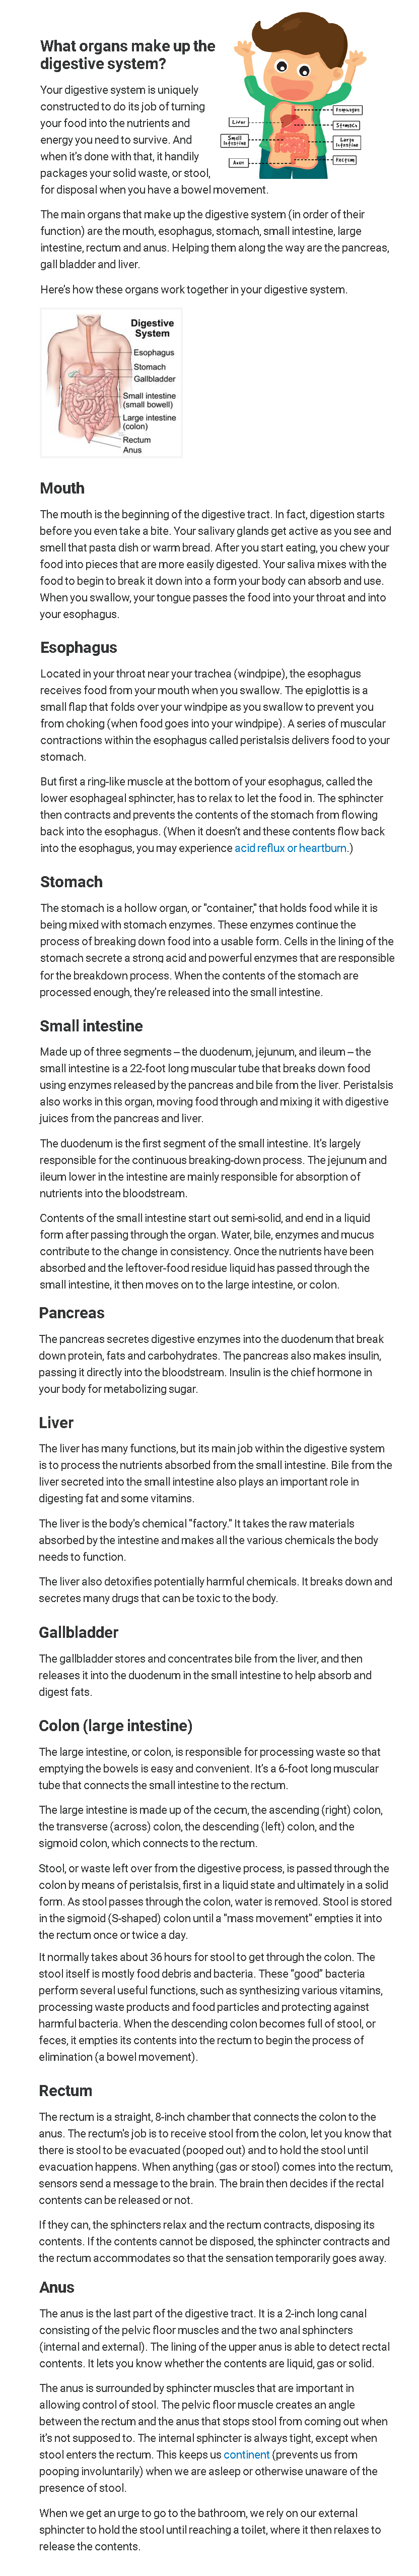 What organs make up the
digestive system?
Your digestive system is uniquely
constructed to do its job of turning
your food into the nutrients and
energy you need to survive. And
when it's done with that, it handily
packages your solid waste, or stool,
for disposal when you have a bowel movement.
Liver
Small
Intestine
Anus
Esophagus
Stomach
Large
Intestine
Rectum
The main organs that make up the digestive system (in order of their
function) are the mouth, esophagus, stomach, small intestine, large
intestine, rectum and anus. Helping them along the way are the pancreas,
gall bladder and liver.
Here's how these organs work together in your digestive system.
Digestive
System
Esophagus
Stomach
Gallbladder
Small intestine
(small bowell)
Large intestine
(colon)
Rectum
Anus
Mouth
The mouth is the beginning of the digestive tract. In fact, digestion starts
before you even take a bite. Your salivary glands get active as you see and
smell that pasta dish or warm bread. After you start eating, you chew your
food into pieces that are more easily digested. Your saliva mixes with the
food to begin to break it down into a form your body can absorb and use.
When you swallow, your tongue passes the food into your throat and into
your esophagus.
Esophagus
Located in your throat near your trachea (windpipe), the esophagus
receives food from your mouth when you swallow. The epiglottis is a
small flap that folds over your windpipe as you swallow to prevent you
from choking (when food goes into your windpipe). A series of muscular
contractions within the esophagus called peristalsis delivers food to your
stomach.
But first a ring-like muscle at the bottom of your esophagus, called the
lower esophageal sphincter, has to relax to let the food in. The sphincter
then contracts and prevents the contents of the stomach from flowing
back into the esophagus. (When it doesn't and these contents flow back
into the esophagus, you may experience acid reflux or heartburn.)
Stomach
The stomach is a hollow organ, or "container," that holds food while it is
being mixed with stomach enzymes. These enzymes continue the
process of breaking down food into a usable form. Cells in the lining of the
stomach secrete a strong acid and powerful enzymes that are responsible
for the breakdown process. When the contents of the stomach are
processed enough, they're released into the small intestine.
Small intestine
Made up of three segments – the duodenum, jejunum, and ileum – the
small intestine is a 22-foot long muscular tube that breaks down food
using enzymes released by the pancreas and bile from the liver. Peristalsis
also works in this organ, moving food through and mixing it with digestive
juices from the pancreas and liver.
The duodenum is the first segment of the small intestine. It's largely
responsible for the continuous breaking-down process. The jejunum and
ileum lower in the intestine are mainly responsible for absorption of
nutrients into the bloodstream.
Contents of the small intestine start out semi-solid, and end in a liquid
form after passing through the organ. Water, bile, enzymes and mucus
contribute to the change in consistency. Once the nutrients have been
absorbed and the leftover-food residue liquid has passed through the
small intestine, it then moves on to the large intestine, or colon.
Pancreas
The pancreas secretes digestive enzymes into the duodenum that break
down protein, fats and carbohydrates. The pancreas also makes insulin,
passing it directly into the bloodstream. Insulin is the chief hormone in
your body for metabolizing sugar.
Liver
The liver has many functions, but its main job within the digestive system
is to process the nutrients absorbed from the small intestine. Bile from the
liver secreted into the small intestine also plays an important role in
digesting fat and some vitamins.
The liver is the body's chemical "factory." It takes the raw materials
absorbed by the intestine and makes all the various chemicals the body
needs to function.
The liver also detoxifies potentially harmful chemicals. It breaks down and
secretes many drugs that can be toxic to the body.
Gallbladder
The gallbladder stores and concentrates bile from the liver, and then
releases it into the duodenum in the small intestine to help absorb and
digest fats.
Colon (large intestine)
The large intestine, or colon, is responsible for processing waste so that
emptying the bowels is easy and convenient. It's a 6-foot long muscular
tube that connects the small intestine to the rectum.
The large intestine is made up of the cecum, the ascending (right) colon,
the transverse (across) colon, the descending (left) colon, and the
sigmoid colon, which connects to the rectum.
Stool, or waste left over from the digestive process, is passed through the
colon by means of peristalsis, first in a liquid state and ultimately in a solid
form. As stool passes through the colon, water is removed. Stool is stored
in the sigmoid (S-shaped) colon until a "mass movement" empties it into
the rectum once or twice a day.
It normally takes about 36 hours for stool to get through the colon. The
stool itself is mostly food debris and bacteria. These "good" bacteria
perform several useful functions, such as synthesizing various vitamins,
processing waste products and food particles and protecting against
harmful bacteria. When the descending colon becomes full of stool, or
feces, it empties its contents into the rectum to begin the process of
elimination (a bowel movement).
Rectum
The rectum is a straight, 8-inch chamber that connects the colon to the
anus. The rectum's job is to receive stool from the colon, let you know that
there is stool to be evacuated (pooped out) and to hold the stool until
evacuation happens. When anything (gas or stool) comes into the rectum,
sensors send a message to the brain. The brain then decides if the rectal
contents can be released or not.
If they can, the sphincters relax and the rectum contracts, disposing its
contents. If the contents cannot be disposed, the sphincter contracts and
the rectum accommodates so that the sensation temporarily goes away.
Anus
The anus is the last part of the digestive tract. It is a 2-inch long canal
consisting of the pelvic floor muscles and the two anal sphincters
(internal and external). The lining of the upper anus is able to detect rectal
contents. It lets you know whether the contents are liquid, gas or solid.
The anus is surrounded by sphincter muscles that are important in
allowing control of stool. The pelvic floor muscle creates an angle
between the rectum and the anus that stops stool from coming out when
it's not supposed to. The internal sphincter is always tight, except when
stool enters the rectum. This keeps us continent (prevents us from
pooping involuntarily) when we are asleep or otherwise unaware of the
presence of stool.
When we get an urge to go to the bathroom, we rely on our external
sphincter to hold the stool until reaching a toilet, where it then relaxes to
release the contents.